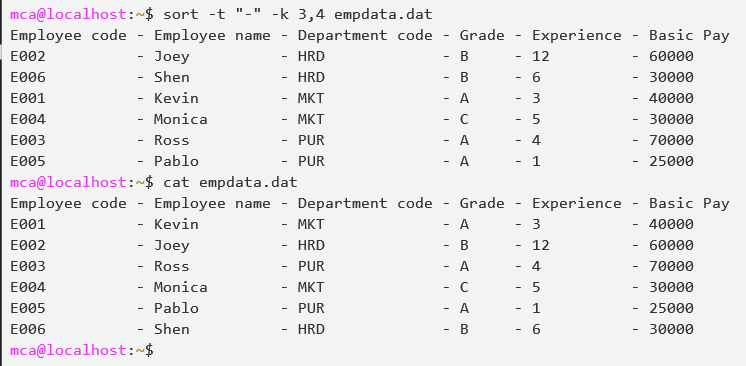 mca@localhost:~$ sort -t "-" -k 3,4 empdata.dat
Employee code - Employee name - Department code - Grade - Experience - Basic Pay
E002          - Joey          - HRD             - B     - 12         - 60000
E006          - Shen          - HRD             - B     - 6          - 30000
E001          - Kevin         - MKT             - A     - 3          - 40000
E004          - Monica        - MKT             - C     - 5          - 30000
E003          - Ross          - PUR             - A     - 4          - 70000
E005          - Pablo         - PUR             - A     - 1          - 25000
mca@localhost:~$ cat empdata.dat
Employee code - Employee name - Department code - Grade - Experience - Basic Pay
E001          - Kevin         - MKT             - A     - 3          - 40000
E002          - Joey          - HRD             - B     - 12         - 60000
E003          - Ross          - PUR             - A     - 4          - 70000
E004          - Monica        - MKT             - C     - 5          - 30000
E005          - Pablo         - PUR             - A     - 1          - 25000
E006          - Shen          - HRD             - B     - 6          - 30000
mca@localhost:~$